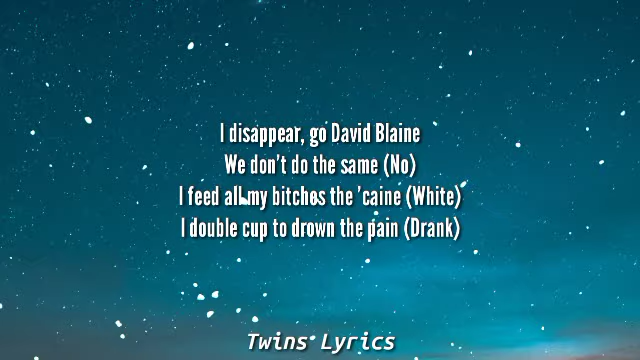 I disappear, go David Blaine
We don't do the same (No)
I feed all my bitches the 'caine (White)
I double cup to drown the pain (Drank)
Twins Lyrics